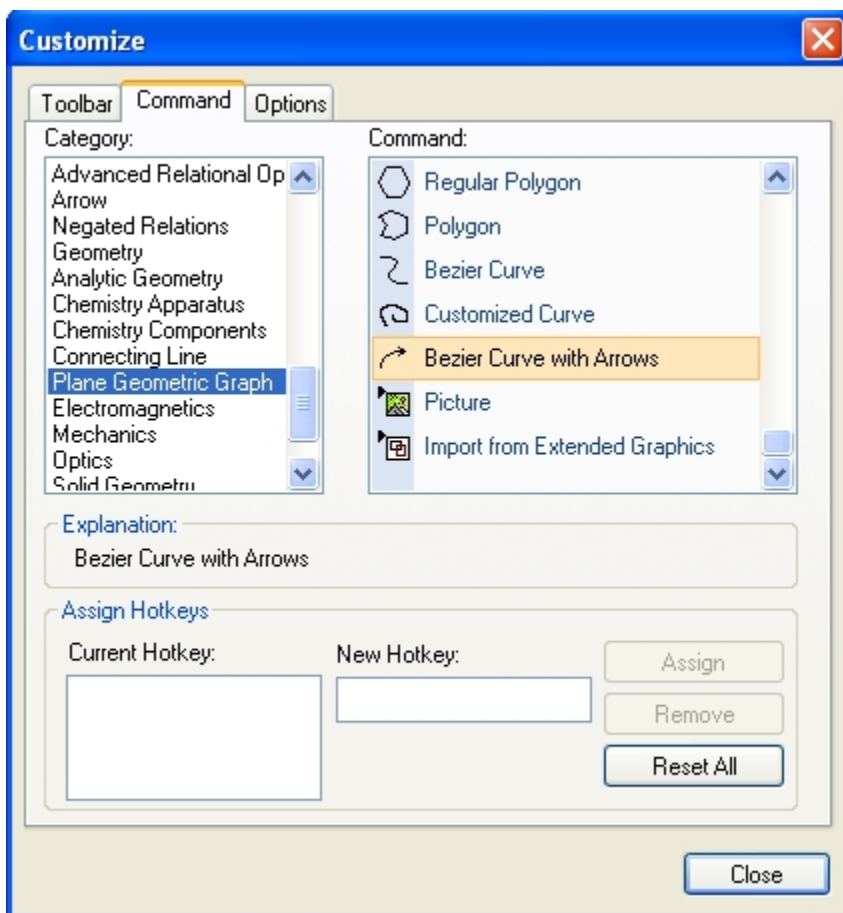 Customize
Toolbar Command Options
Category:
Advanced Relational Op
Arrow
Negated Relations
Geometry
Analytic Geometry
Chemistry Apparatus
Chemistry Components
Connecting Line
Plane Geometric Graph
Electromagnetics
Mechanics
Optics
Solid Geometry
Command:
Regular Polygon
Polygon
Bezier Curve
Customized Curve
Bezier Curve with Arrows
Picture
Import from Extended Graphics
Explanation:
Bezier Curve with Arrows
Assign Hotkeys
Current Hotkey:
New Hotkey:
Assign
Remove
Reset All
Close